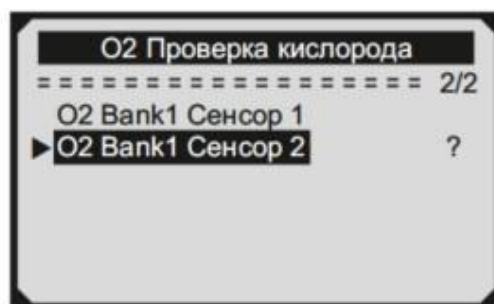 O2 Проверка кислорода
= = = = = = = = = = = = = = = = = = 2/2
O2 Bank1 Сенсор 1
▶O2 Bank1 Сенсор 2 ?